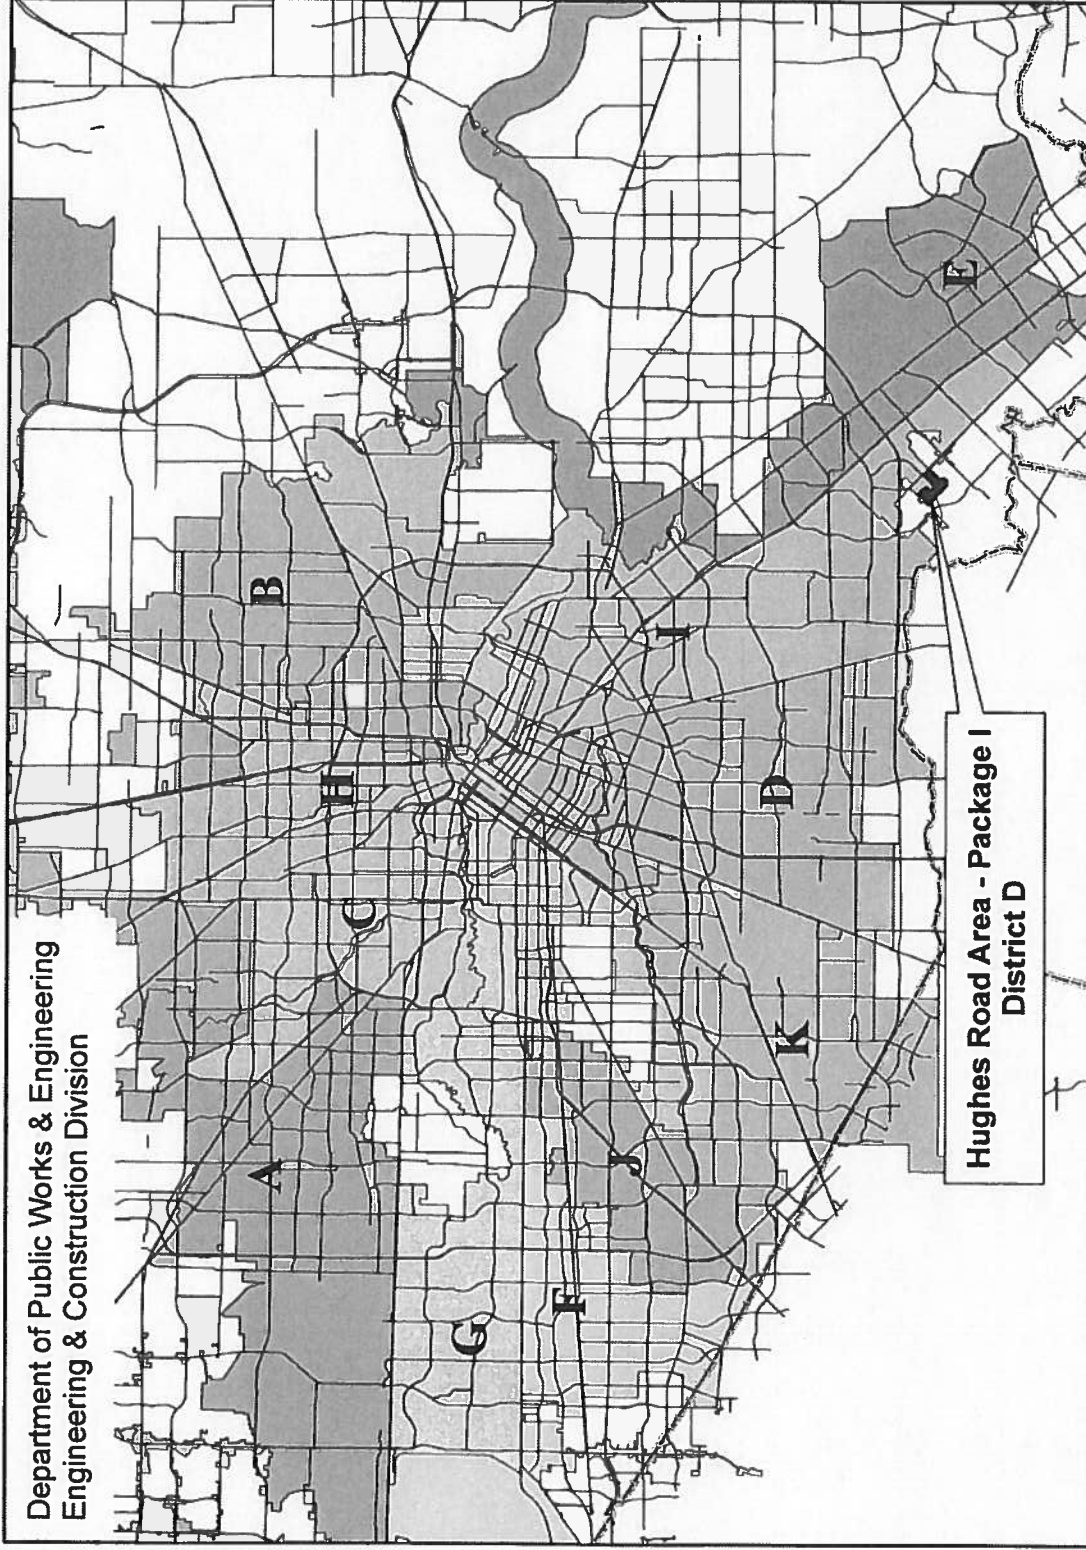 Department of Public Works & Engineering
Engineering & Construction Division
B
E
H
C
I
A
D
K
J
G
F
Hughes Road Area - Package I
District D